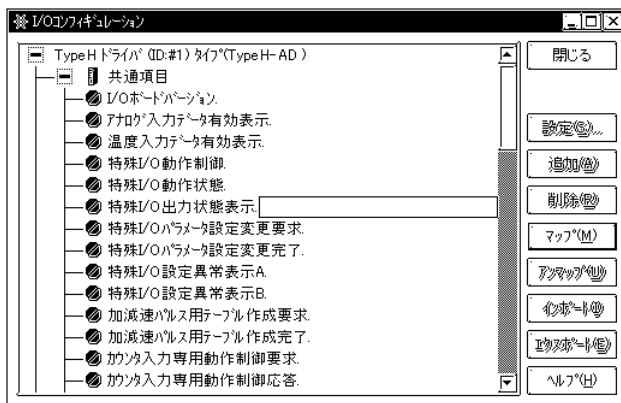 I/Oｺﾝﾌｨｷﾞｭﾚｰｼｮﾝ
TypeHﾄﾞﾗｲﾊﾞ (ID:#1) ﾀｲﾌﾟ(TypeH-AD )
共通項目
I/Oﾎﾞｰﾄﾞﾊﾞｰｼﾞｮﾝ.
ｱﾅﾛｸﾞ入力ﾃﾞｰﾀ有効表示.
温度入力ﾃﾞｰﾀ有効表示.
特殊I/O動作制御.
特殊I/O動作状態.
特殊I/O出力状態表示.
特殊I/Oﾊﾟﾗﾒｰﾀ設定変更要求.
特殊I/Oﾊﾟﾗﾒｰﾀ設定変更完了.
特殊I/O設定異常表示A.
特殊I/O設定異常表示B.
加減速ﾊﾟﾙｽ用ﾃｰﾌﾞﾙ作成要求.
加減速ﾊﾟﾙｽ用ﾃｰﾌﾞﾙ作成完了.
ｶｳﾝﾀ入力専用動作制御要求.
ｶｳﾝﾀ入力専用動作制御応答.
閉じる
設定(S)...
追加(A)
削除(R)
ﾏｯﾌﾟ(M)
ｱﾝﾏｯﾌﾟ(U)
ｲﾝﾎﾟｰﾄ(I)
ｴｸｽﾎﾟｰﾄ(E)
ﾍﾙﾌﾟ(H)